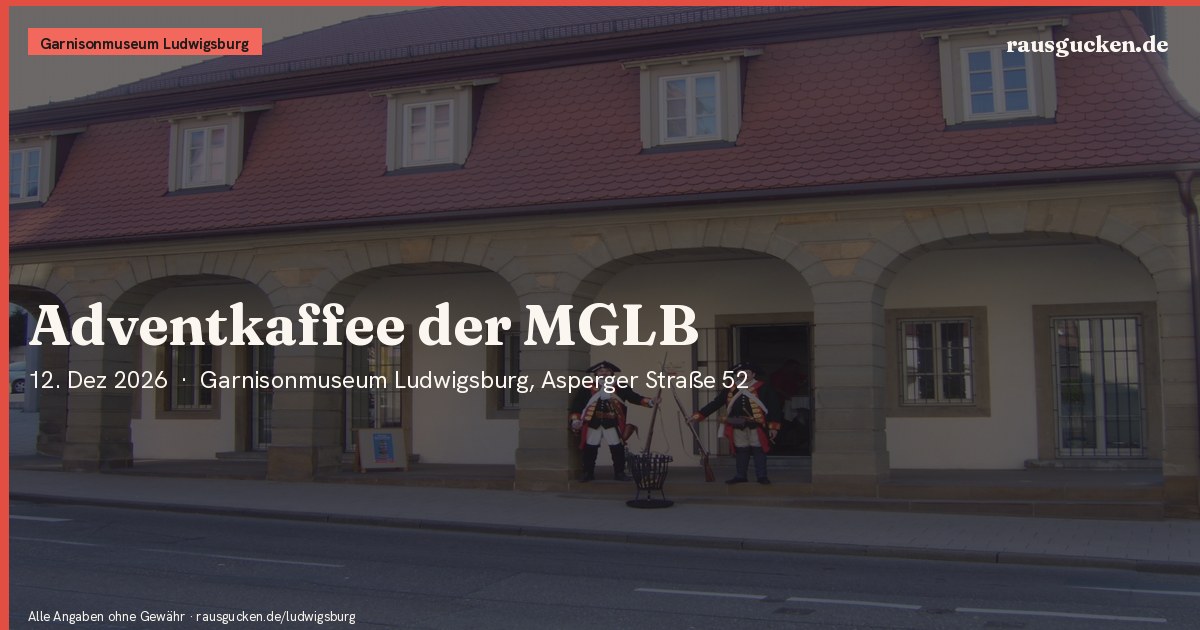 Garnisonmuseum Ludwigsburg
rausgucken.de
Adventkaffee der MGLB
12. Dez 2026 · Garnisonmuseum Ludwigsburg, Asperger Straße 52
Alle Angaben ohne Gewähr · rausgucken.de/ludwigsburg